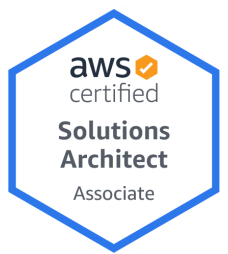 aws
certified
Solutions
Architect
Associate